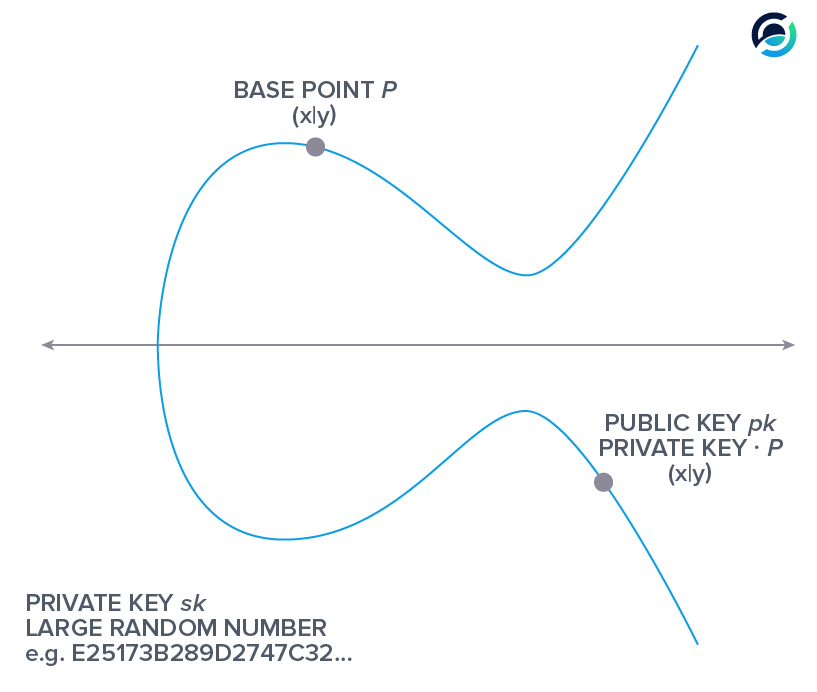 BASE POINT P
(x|y)
PUBLIC KEY pk
PRIVATE KEY · P
(x|y)
PRIVATE KEY sk
LARGE RANDOM NUMBER
e.g. E25173B289D2747C32...